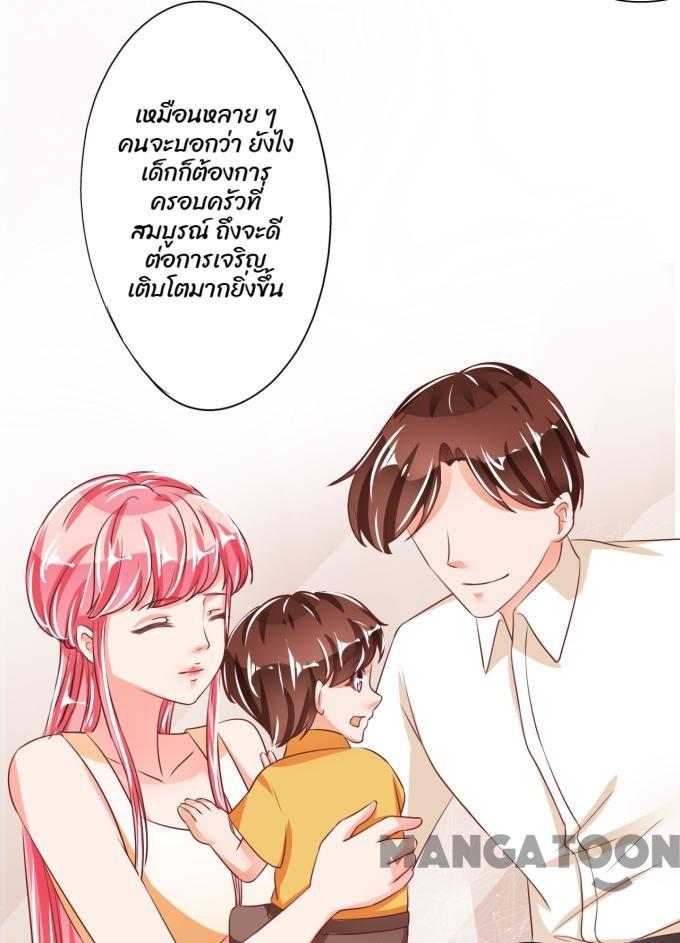 เหมือนหลาย ๆ
คนจะบอกว่า ยังไง
เด็กก็ต้องการ
ครอบครัวที่
สมบูรณ์ ถึงจะดี
ต่อการเจริญ
เติบโตมากยิ่งขึ้น
MANGATOON